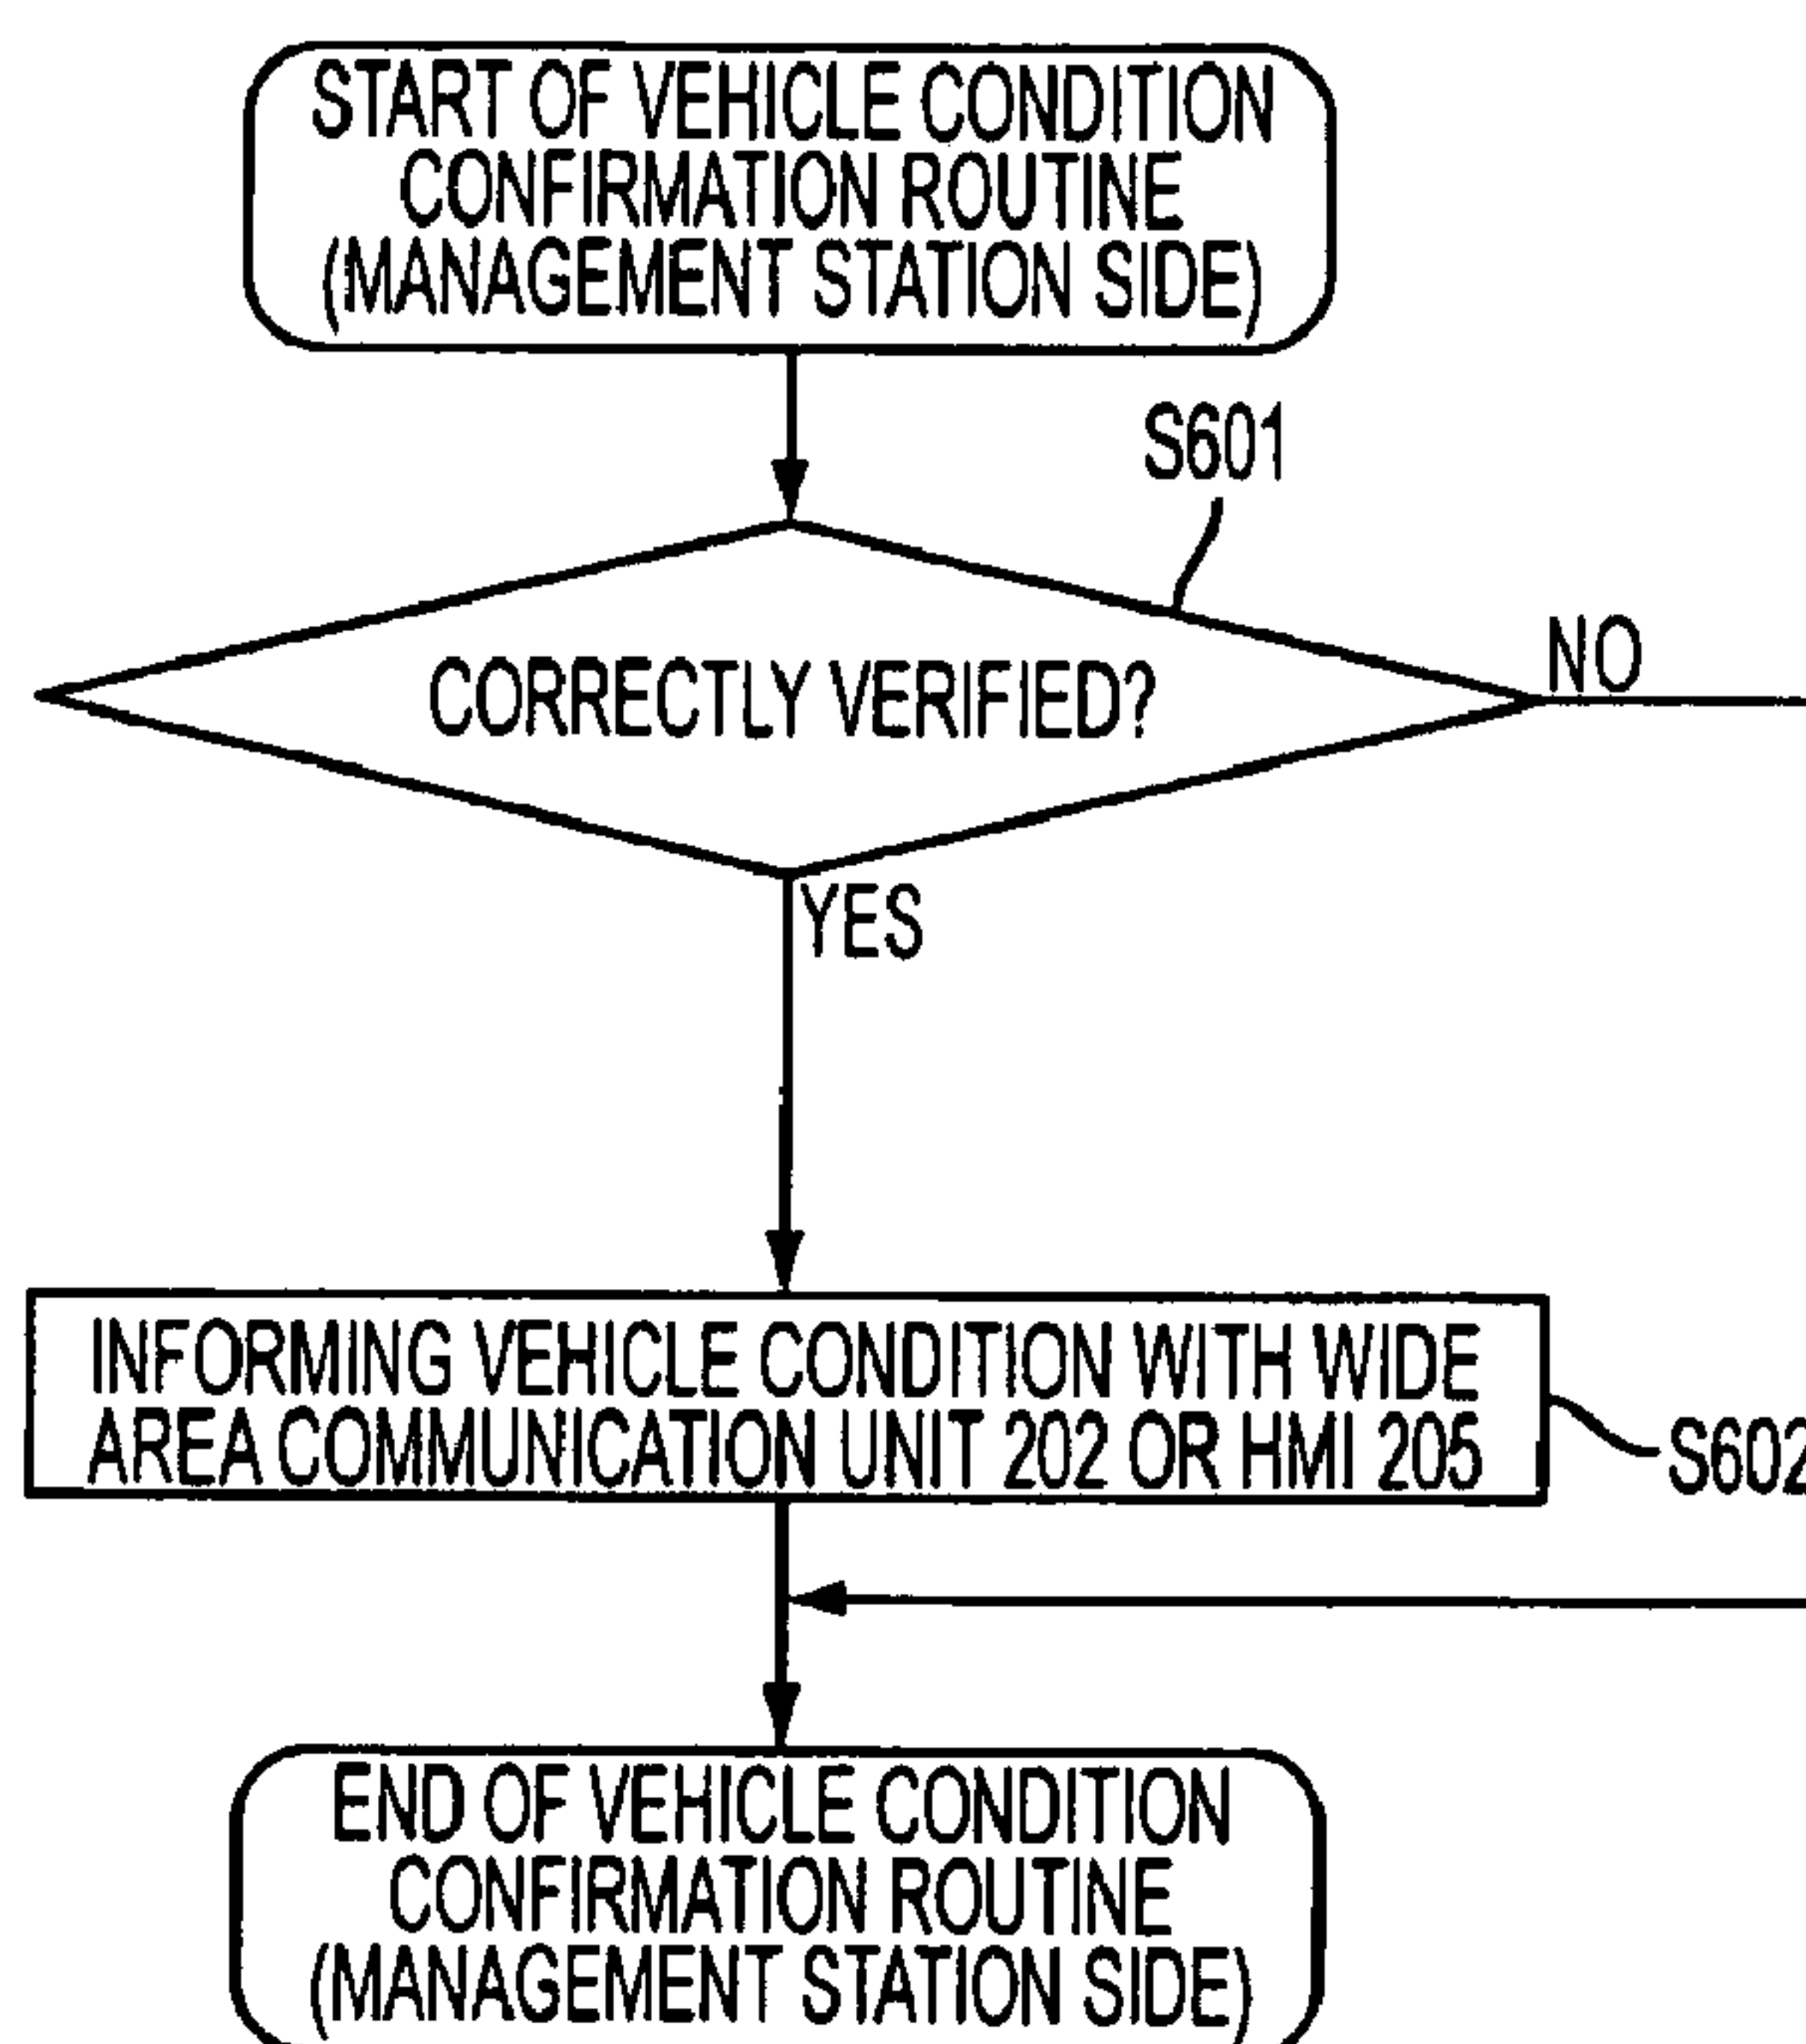 START OF VEHICLE CONDITION
CONFIRMATION ROUTINE
(MANAGEMENT STATION SIDE)
S601
CORRECTLY VERIFIED?
NO
YES
INFORMING VEHICLE CONDITION WITH WIDE
AREA COMMUNICATION UNIT 202 OR HMI 205
S602
END OF VEHICLE CONDITION
CONFIRMATION ROUTINE
(MANAGEMENT STATION SIDE)